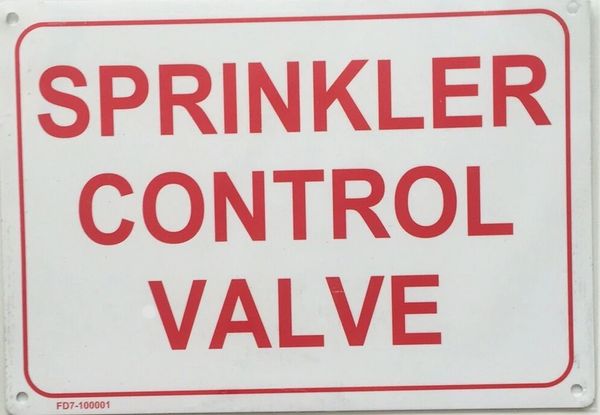 SPRINKLER
CONTROL
VALVE
FD7-100001